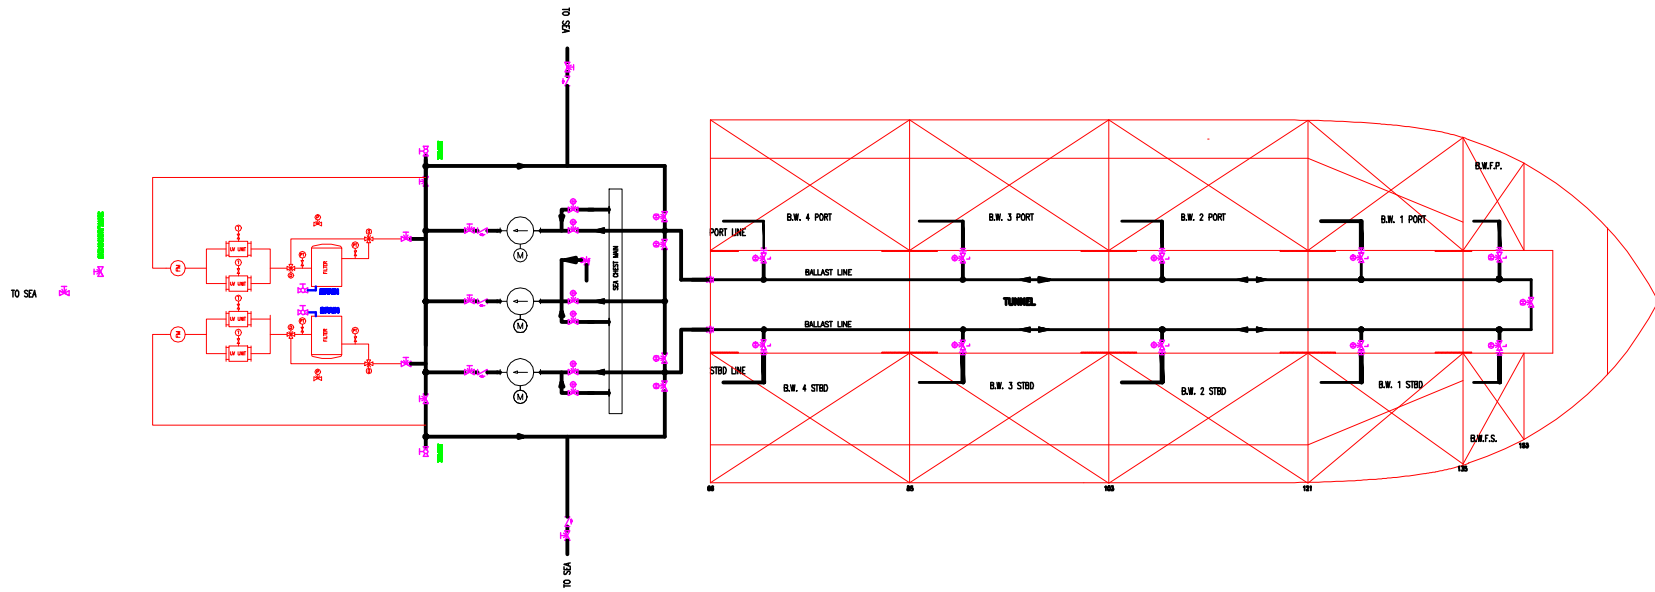 TO SEA
B.W.F.P.
B.W. 4 PORT
B.W. 3 PORT
B.W. 2 PORT
B.W. 1 PORT
PORT LINE
UV UNIT
UV UNIT
FM
FILTER
M
SEA CHEST MAIN
BALLAST LINE
TO SEA
TUNNEL
M
UV UNIT
UV UNIT
FM
FILTER
BALLAST LINE
STBD LINE
B.W. 4 STBD
B.W. 3 STBD
B.W. 2 STBD
B.W. 1 STBD
M
B.W.F.S.
TO SEA